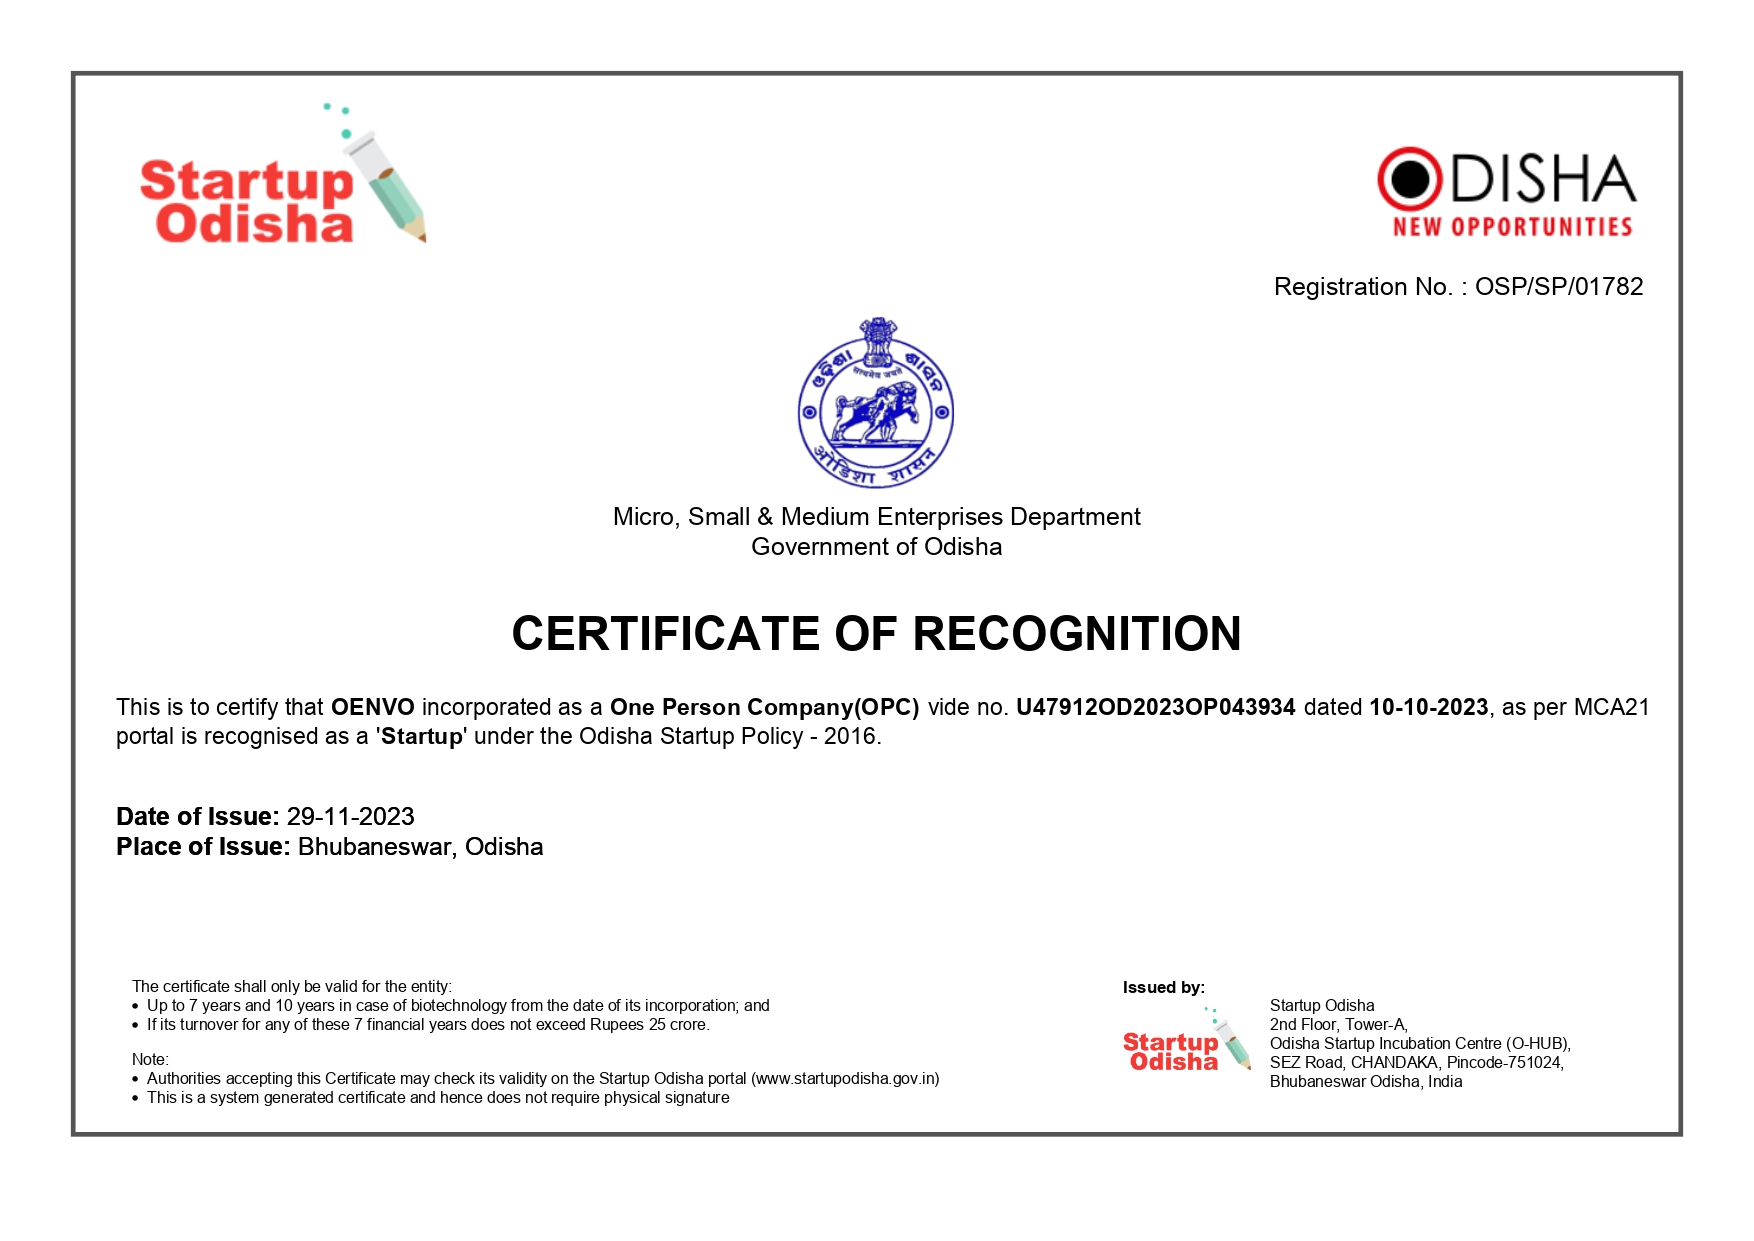 Startup
Odisha
ODISHA
NEW OPPORTUNITIES
Registration No. : OSP/SP/01782
ଓଡ଼ିଶା ଶାସନ
सत्यमेव जयते
ओडिशा शासन
Micro, Small & Medium Enterprises Department
Government of Odisha
CERTIFICATE OF RECOGNITION
This is to certify that OENVO incorporated as a One Person Company(OPC) vide no. U47912OD2023OP043934 dated 10-10-2023, as per MCA21
portal is recognised as a 'Startup' under the Odisha Startup Policy - 2016.
Date of Issue: 29-11-2023
Place of Issue: Bhubaneswar, Odisha
The certificate shall only be valid for the entity:
• Up to 7 years and 10 years in case of biotechnology from the date of its incorporation; and
• If its turnover for any of these 7 financial years does not exceed Rupees 25 crore.
Note:
• Authorities accepting this Certificate may check its validity on the Startup Odisha portal (www.startupodisha.gov.in)
• This is a system generated certificate and hence does not require physical signature
Issued by:
Startup
Odisha
Startup Odisha
2nd Floor, Tower-A,
Odisha Startup Incubation Centre (O-HUB),
SEZ Road, CHANDAKA, Pincode-751024,
Bhubaneswar Odisha, India